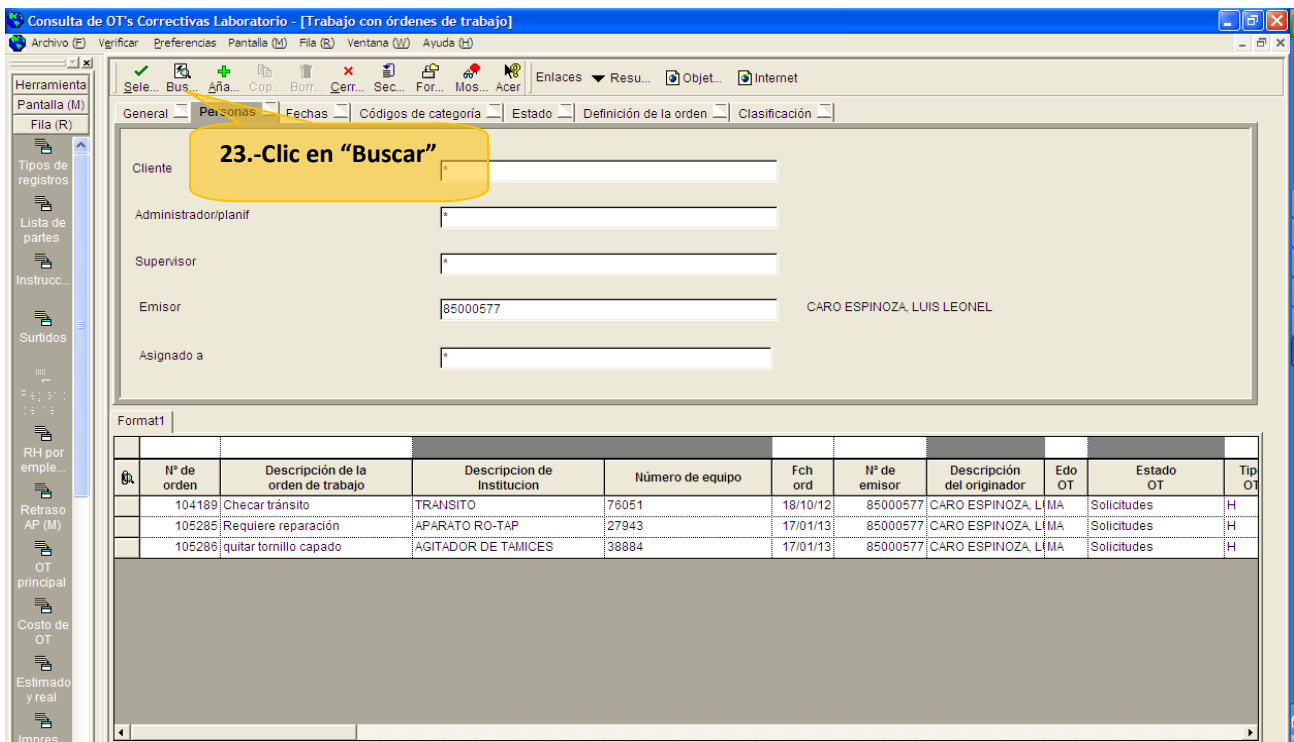 Consulta de OT's Correctivas Laboratorio - [Trabajo con órdenes de trabajo]
Archivo (F) Verificar Preferencias Pantalla (M) Fila (R) Ventana (W) Ayuda (H)
Herramienta
Pantalla (M)
Fila (R)
Sele... Bus... Aña... Cop... Borr... Cerr... Sec... For... Mos... Acer Enlaces Resu... Objet... Internet
General Personas Fechas Códigos de categoría Estado Definición de la orden Clasificación
23.-Clic en “Buscar”
Cliente *
Administrador/planif *
Supervisor *
Emisor 85000577 CARO ESPINOZA, LUIS LEONEL
Asignado a *
Tipos de
registros
Lista de
partes
Instrucc...
Surtidos
RH por
emple...
Retraso
AP (M)
OT
principal
Costo de
OT
Estimado
y real
Impres...
Format1
Nº de
orden
Descripción de la
orden de trabajo
Descripcion de
Institucion
Número de equipo
Fch
ord
Nº de
emisor
Descripción
del originador
Edo
OT
Estado
OT
Tip
OT
104189 Checar tránsito TRANSITO 76051 18/10/12 85000577 CARO ESPINOZA, L MA Solicitudes H
105285 Requiere reparación APARATO RO-TAP 27943 17/01/13 85000577 CARO ESPINOZA, L MA Solicitudes H
105286 quitar tornillo capado AGITADOR DE TAMICES 38884 17/01/13 85000577 CARO ESPINOZA, L MA Solicitudes H